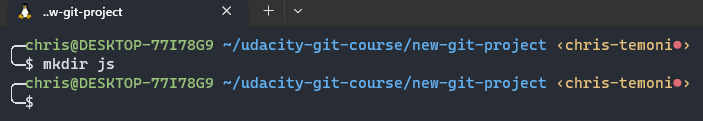 ..w-git-project
╭─chris@DESKTOP-77I78G9 ~/udacity-git-course/new-git-project ‹chris-temoni●›
╰─$ mkdir js
╭─chris@DESKTOP-77I78G9 ~/udacity-git-course/new-git-project ‹chris-temoni●›
╰─$